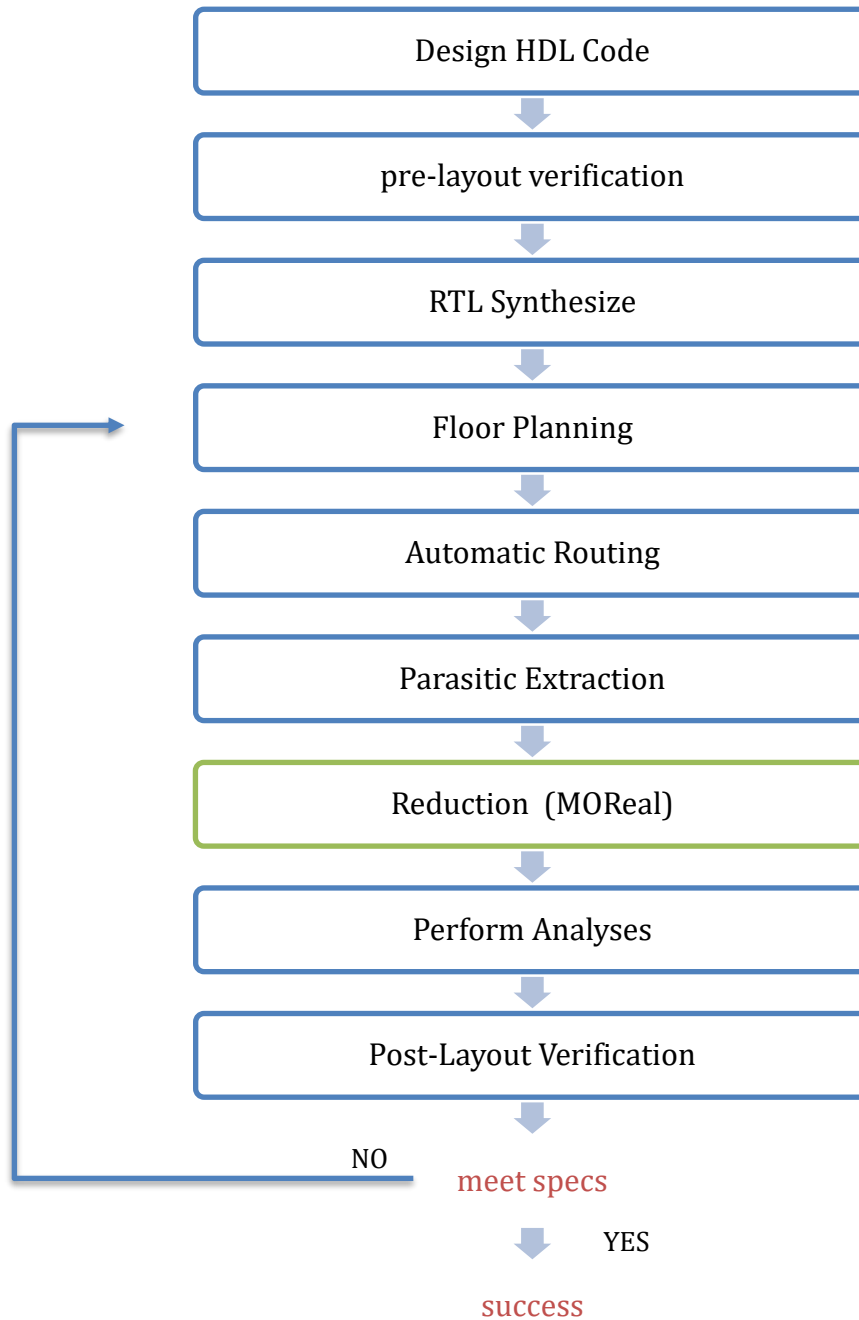 Design HDL Code
pre-layout verification
RTL Synthesize
Floor Planning
Automatic Routing
Parasitic Extraction
Reduction  (MOReal)
Perform Analyses
Post-Layout Verification
NO
meet specs
YES
success